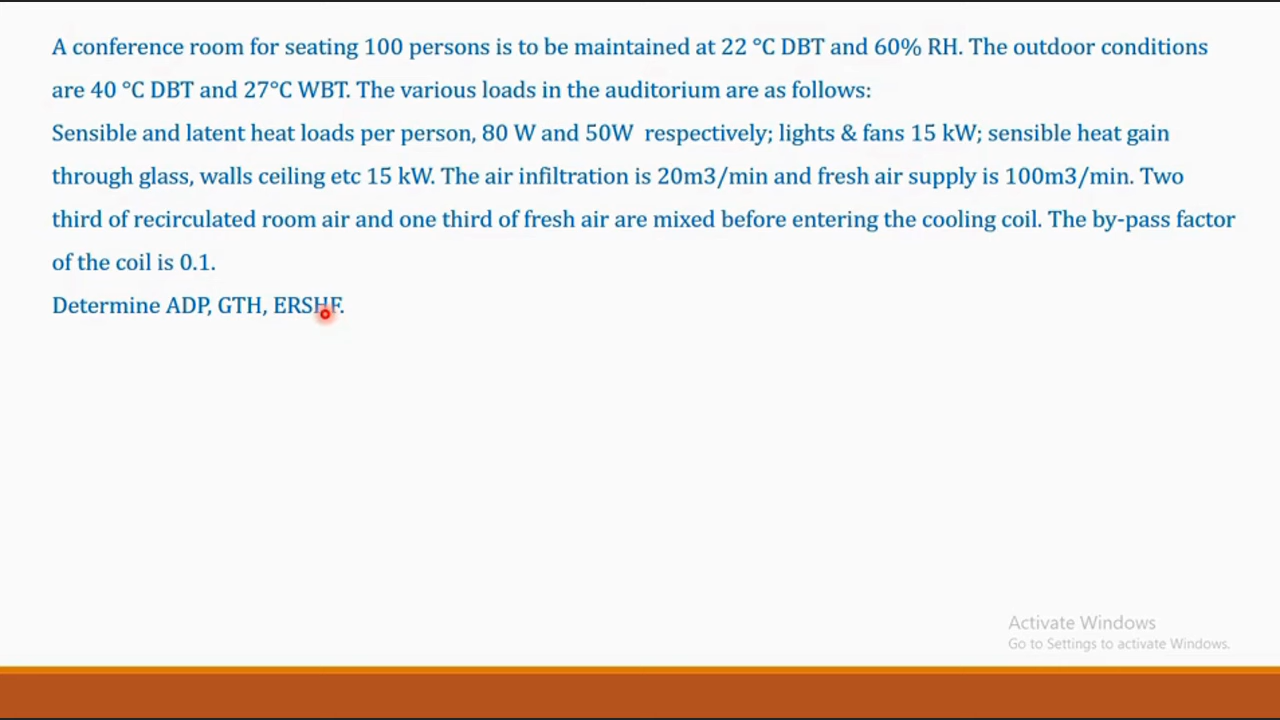 A conference room for seating 100 persons is to be maintained at 22 °C DBT and 60% RH. The outdoor conditions
are 40 °C DBT and 27°C WBT. The various loads in the auditorium are as follows:
Sensible and latent heat loads per person, 80 W and 50W respectively; lights & fans 15 kW; sensible heat gain
through glass, walls ceiling etc 15 kW. The air infiltration is 20m3/min and fresh air supply is 100m3/min. Two
third of recirculated room air and one third of fresh air are mixed before entering the cooling coil. The by-pass factor
of the coil is 0.1.
Determine ADP, GTH, ERSHF.
Activate Windows
Go to Settings to activate Windows.